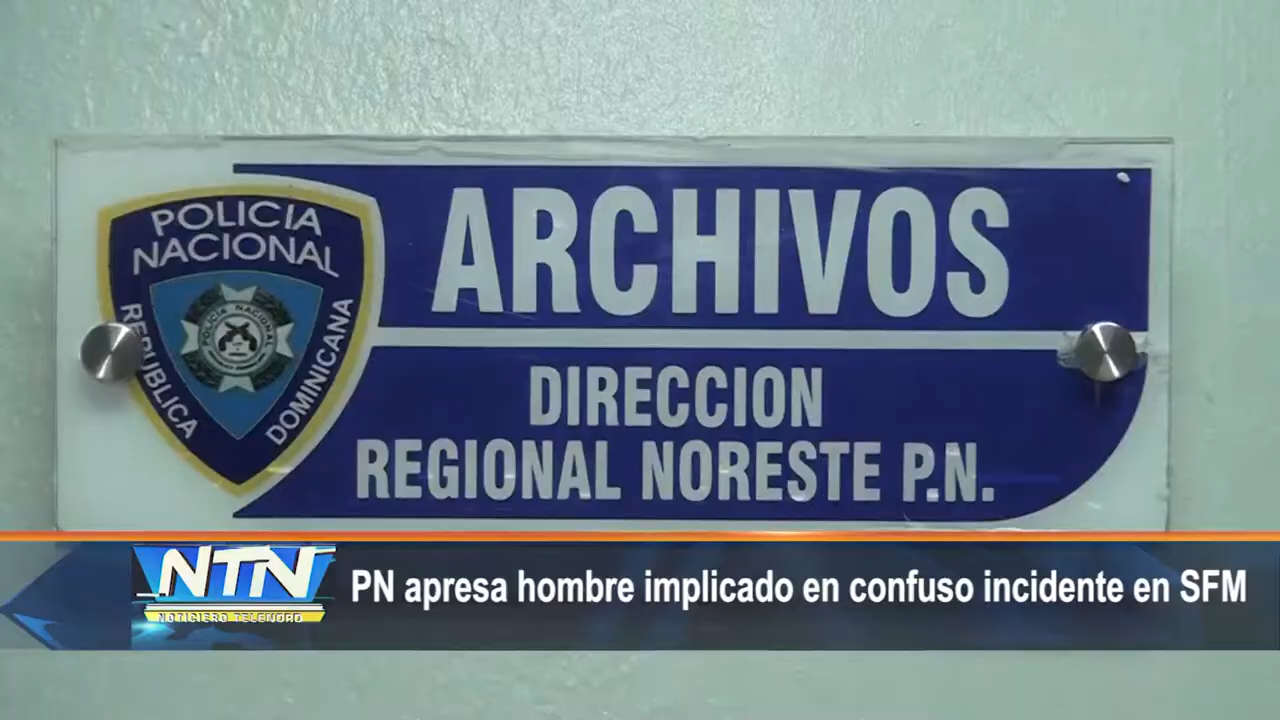 POLICIA
NACIONAL
REPUBLICA
DOMINICANA
POLICIA NACIONAL
ARCHIVOS
DIRECCION
REGIONAL NORESTE P.N.
NTN
NOTICIERO TELENORD
PN apresa hombre implicado en confuso incidente en SFM